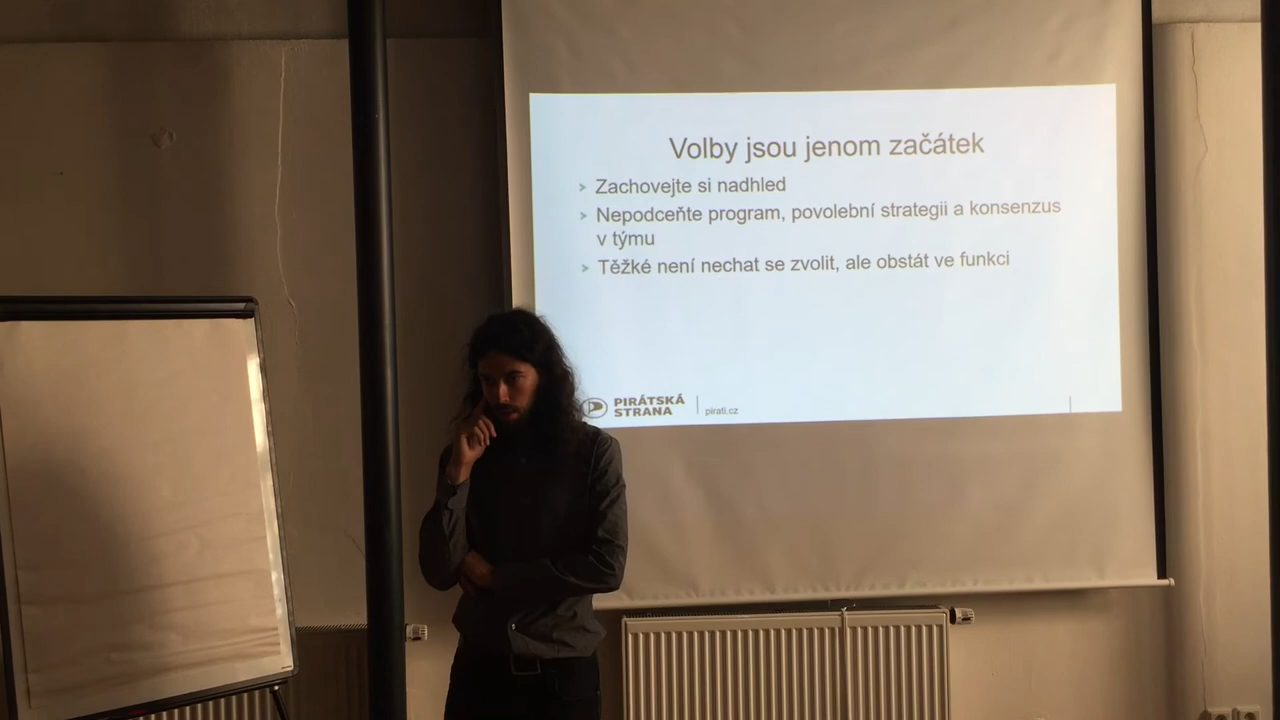 Volby jsou jenom začátek
Zachovejte si nadhled
Nepodceňte program, povolební strategii a konsenzus
v týmu
Těžké není nechat se zvolit, ale obstát ve funkci
PIRÁTSKÁ
STRANA
pirati.cz